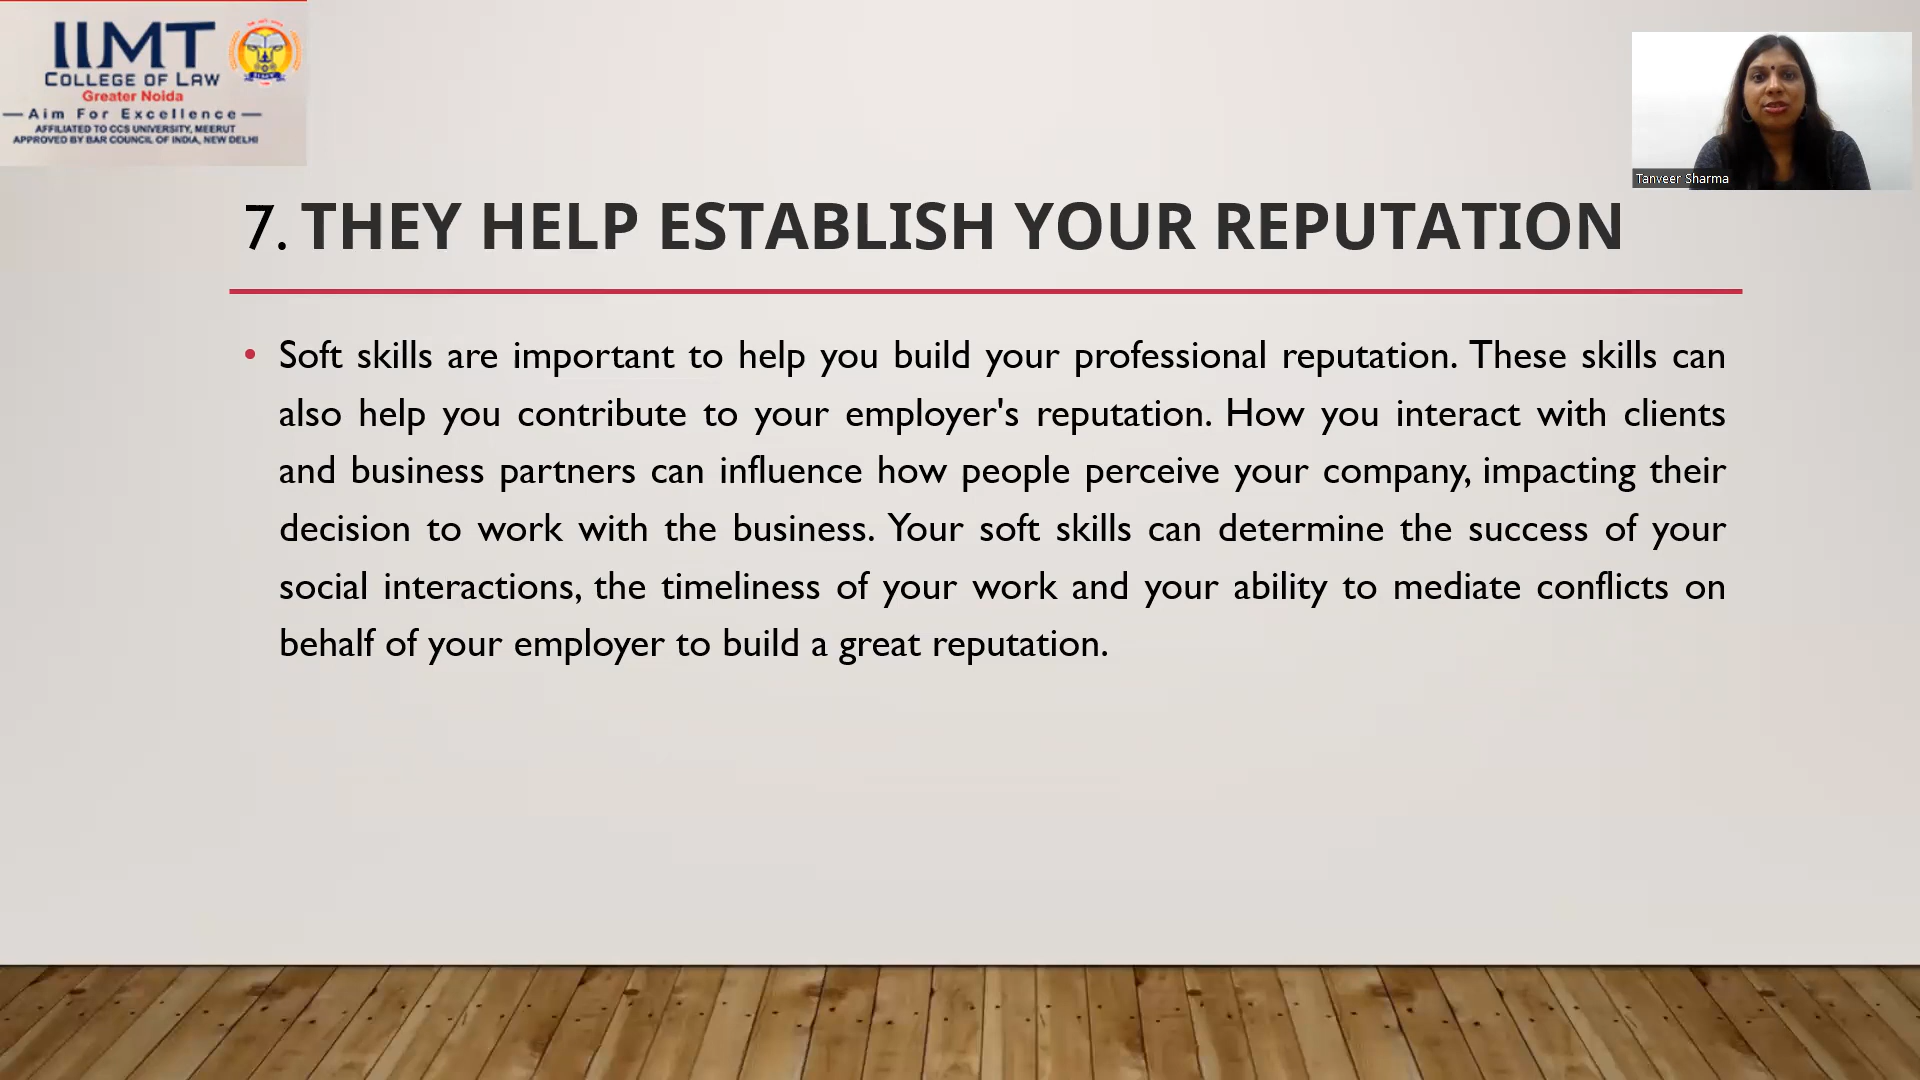 IIMT
COLLEGE OF LAW
Greater Noida
— Aim For Excellence —
AFFILIATED TO CCS UNIVERSITY, MEERUT
APPROVED BY BAR COUNCIL OF INDIA, NEW DELHI
Tanveer Sharma
7. THEY HELP ESTABLISH YOUR REPUTATION
• Soft skills are important to help you build your professional reputation. These skills can
also help you contribute to your employer's reputation. How you interact with clients
and business partners can influence how people perceive your company, impacting their
decision to work with the business. Your soft skills can determine the success of your
social interactions, the timeliness of your work and your ability to mediate conflicts on
behalf of your employer to build a great reputation.